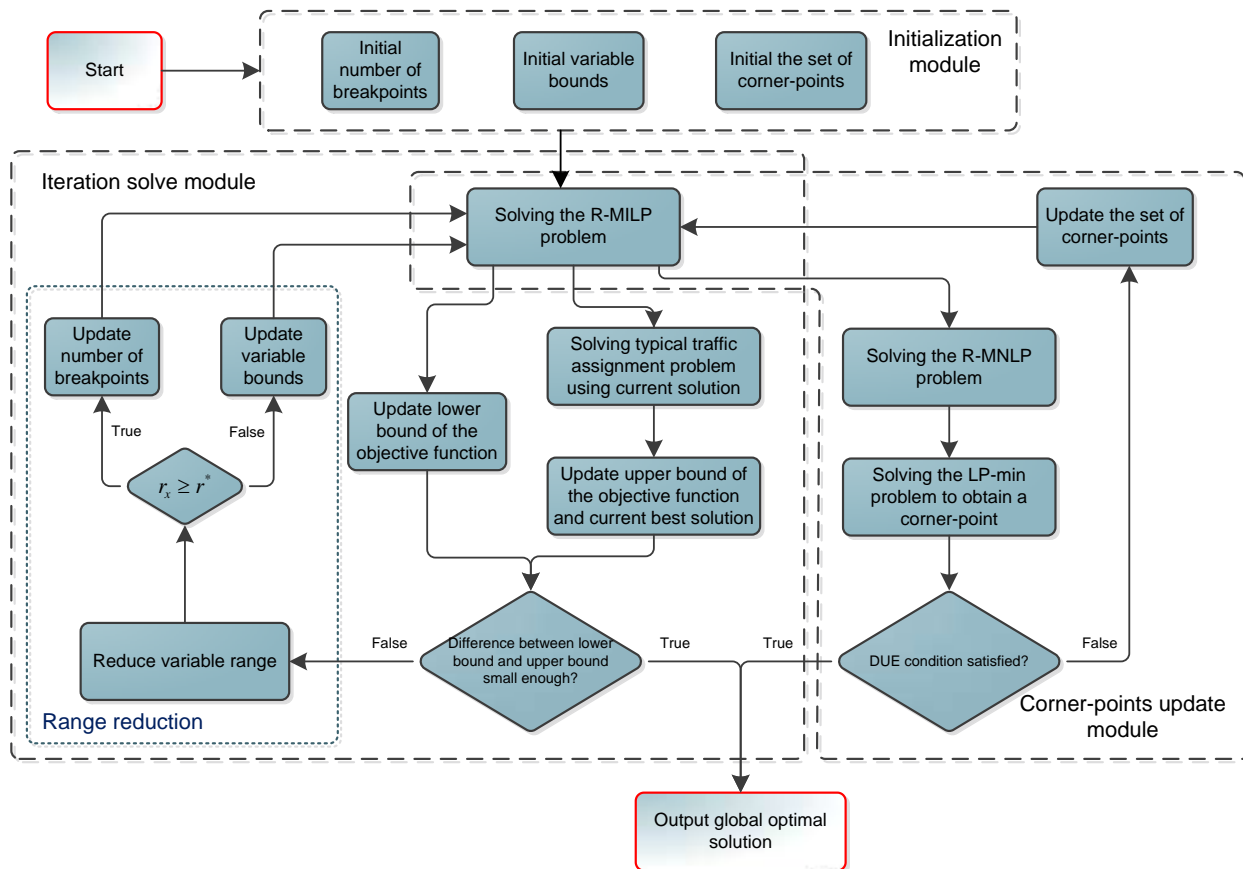 Start
Initial
number of
breakpoints
Initial variable
bounds
Initial the set of
corner-points
Initialization
module
Iteration solve module
Solving the R-MILP
problem
Update the set of
corner-points
Update
number of
breakpoints
Update
variable
bounds
Solving typical traffic
assignment problem
using current solution
Solving the R-MNLP
problem
Update lower
bound of the
objective function
True
False
r_x ≥ r^*
Update upper bound of
the objective function
and current best solution
Solving the LP-min
problem to obtain a
corner-point
Reduce variable range
False
Difference between lower
bound and upper bound
small enough?
True
True
DUE condition satisfied?
False
Range reduction
Corner-points update
module
Output global optimal
solution